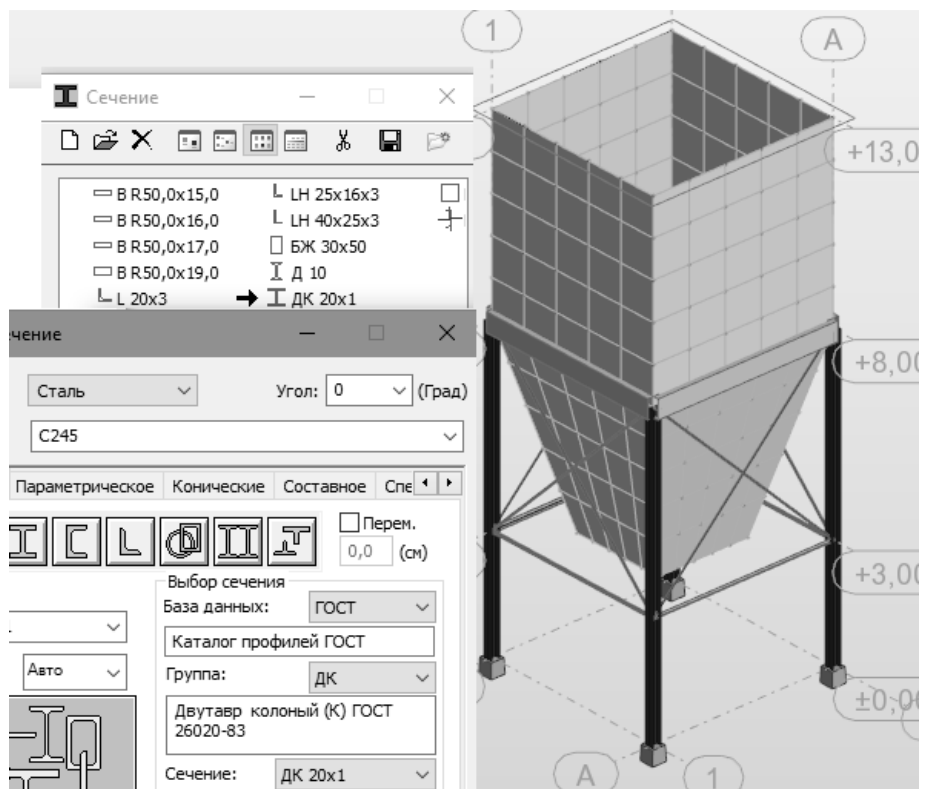 1
A
Сечение
+13,0
B R50,0x15,0
LH 25x16x3
B R50,0x16,0
LH 40x25x3
B R50,0x17,0
БЖ 30x50
B R50,0x19,0
Д 10
L 20x3
ДК 20x1
чение
+8,00
Сталь
Угол:
0
(Град)
C245
Параметрическое
Конические
Составное
Спе
Перем.
0,0
(см)
+3,00
Выбор сечения
База данных:
ГОСТ
Каталог профилей ГОСТ
Авто
Группа:
ДК
Двутавр колоный (К) ГОСТ
26020-83
±0,00
Сечение:
ДК 20x1
A
1